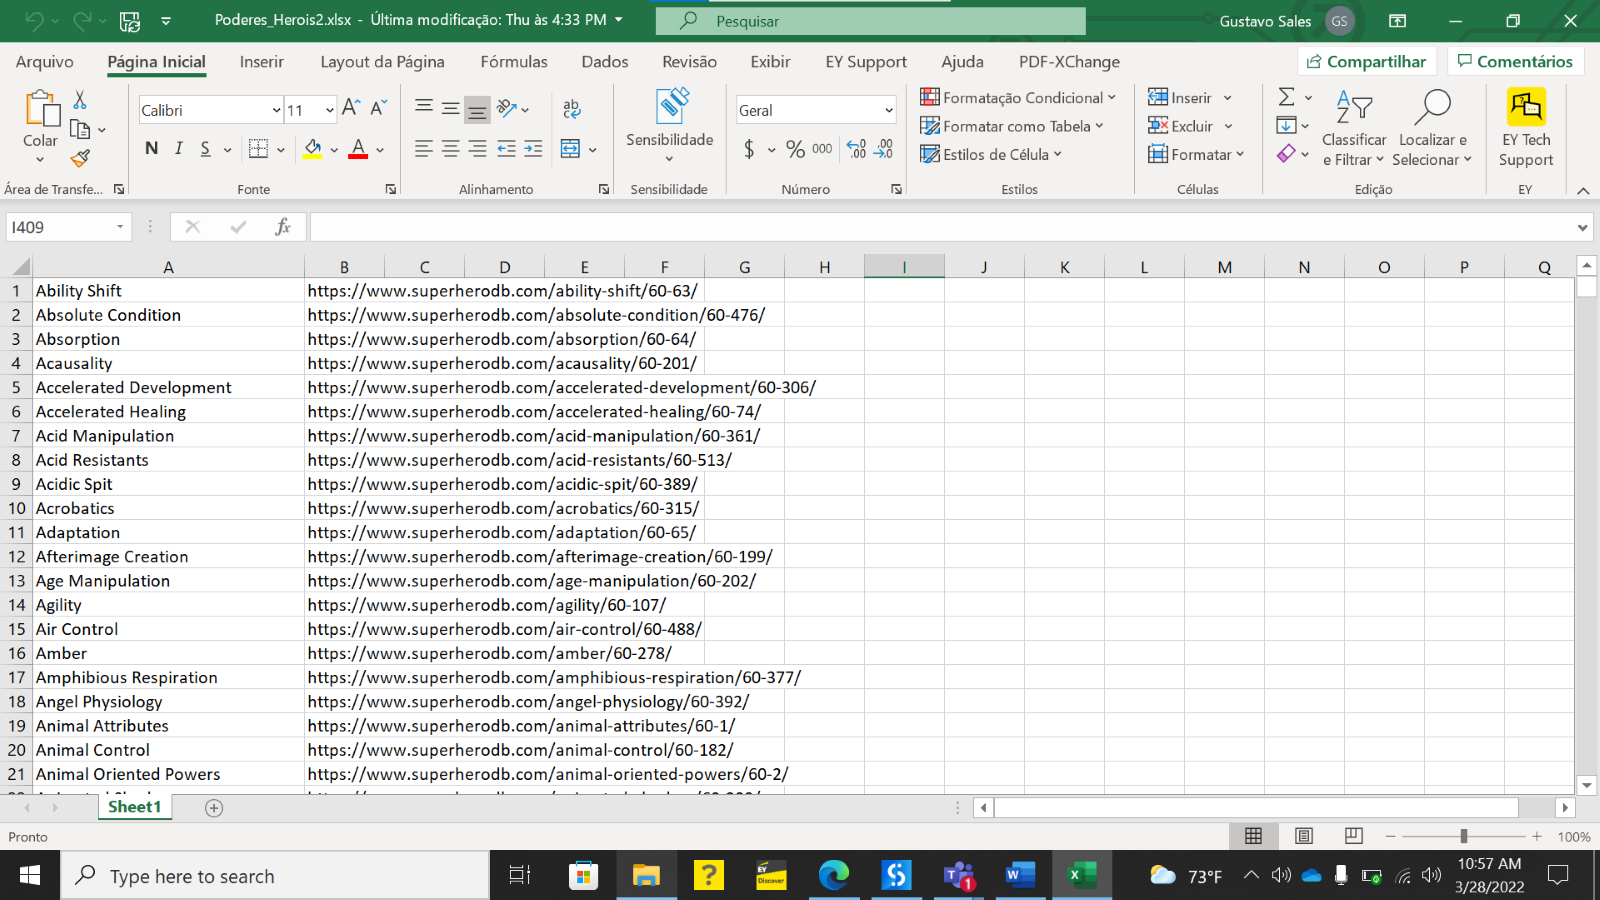 Poderes_Herois2.xlsx - Última modificação: Thu às 4:33 PM
Pesquisar
Gustavo Sales GS
Arquivo Página Inicial Inserir Layout da Página Fórmulas Dados Revisão Exibir EY Support Ajuda PDF-XChange Compartilhar Comentários
Colar
Calibri 11
N I S
ab
Sensibilidade
Geral
$ % 000
Formatação Condicional
Formatar como Tabela
Estilos de Célula
Inserir
Excluir
Formatar
Classificar e Filtrar
Localizar e Selecionar
EY Tech Support
Área de Transfe... Fonte Alinhamento Sensibilidade Número Estilos Células Edição EY
I409 fx
A B C D E F G H I J K L M N O P Q
1 Ability Shift https://www.superherodb.com/ability-shift/60-63/
2 Absolute Condition https://www.superherodb.com/absolute-condition/60-476/
3 Absorption https://www.superherodb.com/absorption/60-64/
4 Acausality https://www.superherodb.com/acausality/60-201/
5 Accelerated Development https://www.superherodb.com/accelerated-development/60-306/
6 Accelerated Healing https://www.superherodb.com/accelerated-healing/60-74/
7 Acid Manipulation https://www.superherodb.com/acid-manipulation/60-361/
8 Acid Resistants https://www.superherodb.com/acid-resistants/60-513/
9 Acidic Spit https://www.superherodb.com/acidic-spit/60-389/
10 Acrobatics https://www.superherodb.com/acrobatics/60-315/
11 Adaptation https://www.superherodb.com/adaptation/60-65/
12 Afterimage Creation https://www.superherodb.com/afterimage-creation/60-199/
13 Age Manipulation https://www.superherodb.com/age-manipulation/60-202/
14 Agility https://www.superherodb.com/agility/60-107/
15 Air Control https://www.superherodb.com/air-control/60-488/
16 Amber https://www.superherodb.com/amber/60-278/
17 Amphibious Respiration https://www.superherodb.com/amphibious-respiration/60-377/
18 Angel Physiology https://www.superherodb.com/angel-physiology/60-392/
19 Animal Attributes https://www.superherodb.com/animal-attributes/60-1/
20 Animal Control https://www.superherodb.com/animal-control/60-182/
21 Animal Oriented Powers https://www.superherodb.com/animal-oriented-powers/60-2/
Sheet1
Pronto 100%
Type here to search
EY Discover
73°F
10:57 AM
3/28/2022